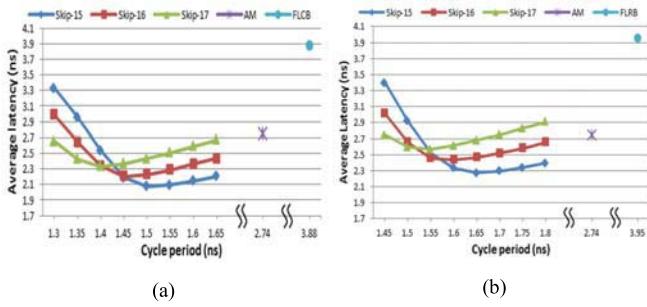 (a)
Skip-15 Skip-16 Skip-17 AM FLCB
Average latency (ns)
4.1
3.9
3.7
3.5
3.3
3.1
2.9
2.7
2.5
2.3
2.1
1.9
1.7
1.3 1.35 1.4 1.45 1.5 1.55 1.6 1.65 2.74 3.88
Cycle period (ns)
(b)
Skip-15 Skip-16 Skip-17 AM FLRB
Average Latency (ns)
4.1
3.9
3.7
3.5
3.3
3.1
2.9
2.7
2.5
2.3
2.1
1.9
1.7
1.45 1.5 1.55 1.6 1.65 1.7 1.75 1.8 2.74 3.95
Cycle period (ns)
(a)
(b)